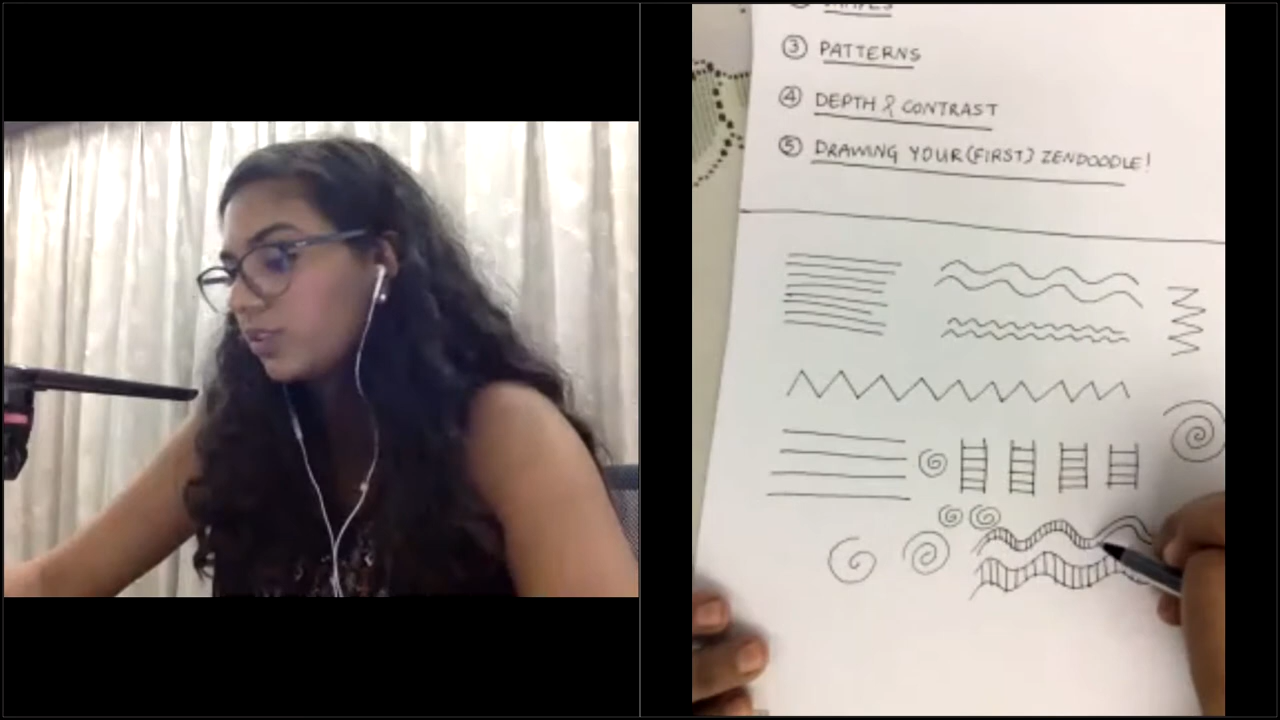 ③ PATTERNS
④ DEPTH & CONTRAST
⑤ DRAWING YOUR (FIRST) ZENDOODLE!